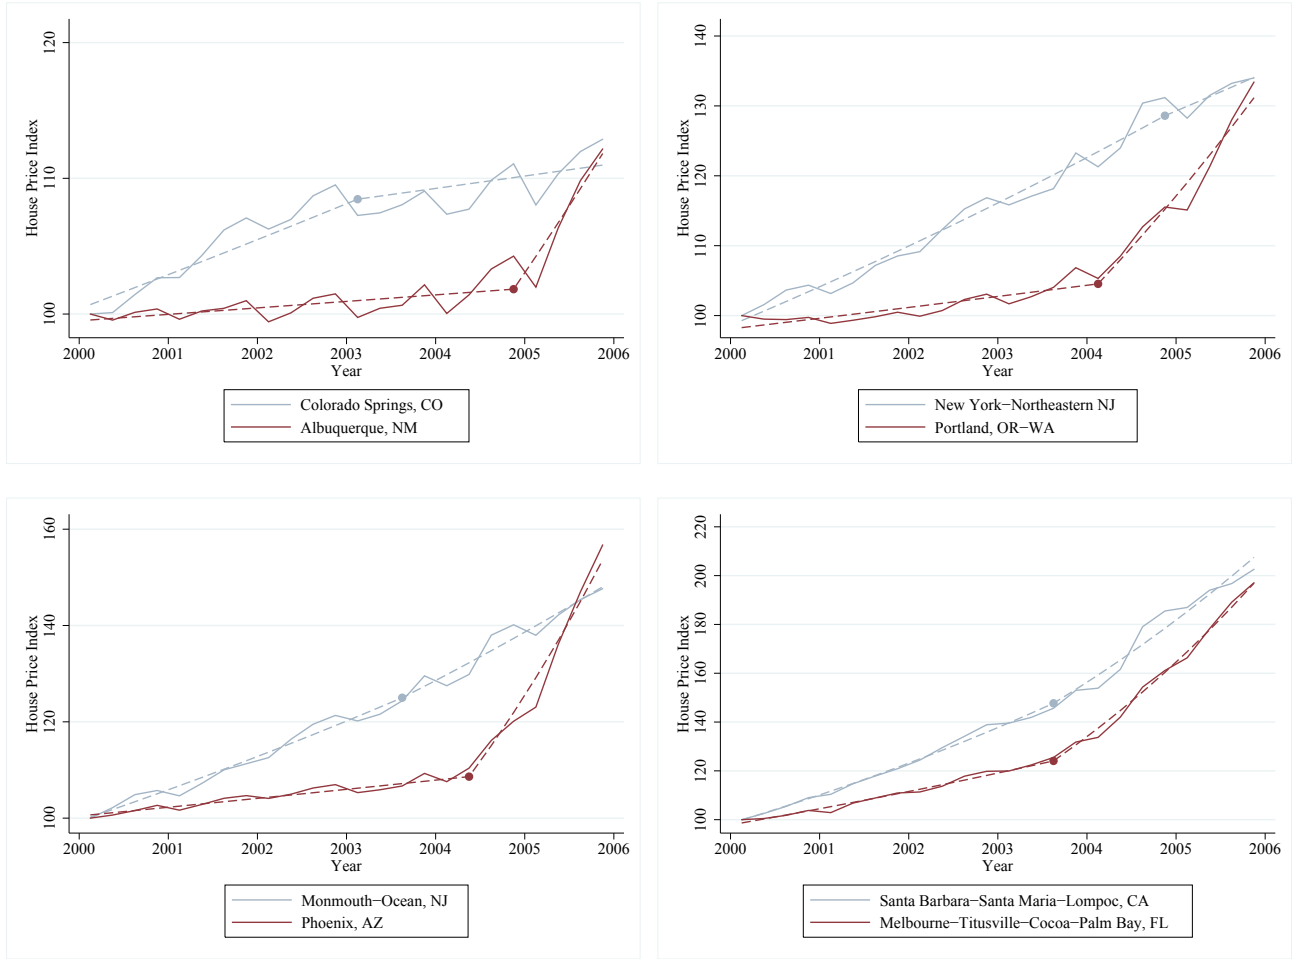 120
110
100
House Price Index
2000 2001 2002 2003 2004 2005 2006
Year
Colorado Springs, CO
Albuquerque, NM
140
130
120
110
100
House Price Index
2000 2001 2002 2003 2004 2005 2006
Year
New York−Northeastern NJ
Portland, OR−WA
160
140
120
100
House Price Index
2000 2001 2002 2003 2004 2005 2006
Year
Monmouth−Ocean, NJ
Phoenix, AZ
220
200
180
160
140
120
100
House Price Index
2000 2001 2002 2003 2004 2005 2006
Year
Santa Barbara−Santa Maria−Lompoc, CA
Melbourne−Titusville−Cocoa−Palm Bay, FL